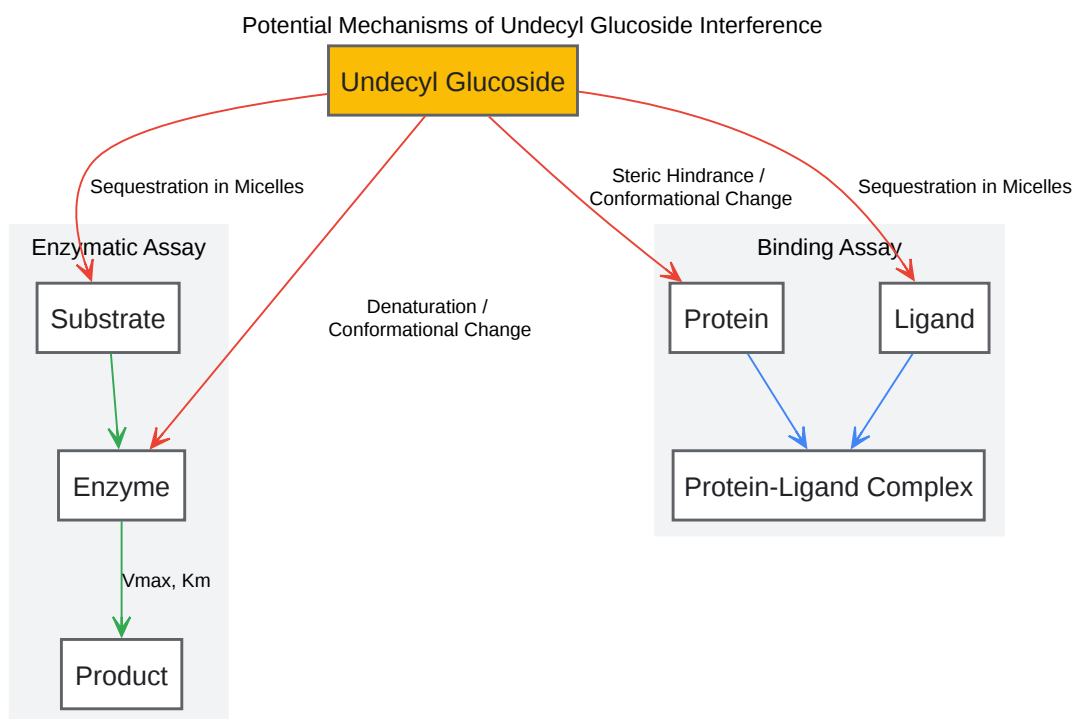 Potential Mechanisms of Undecyl Glucoside Interference
Undecyl Glucoside
Sequestration in Micelles
Steric Hindrance /
Conformational Change
Sequestration in Micelles
Enzymatic Assay
Binding Assay
Substrate
Denaturation /
Conformational Change
Protein
Ligand
Enzyme
Protein-Ligand Complex
Vmax, Km
Product